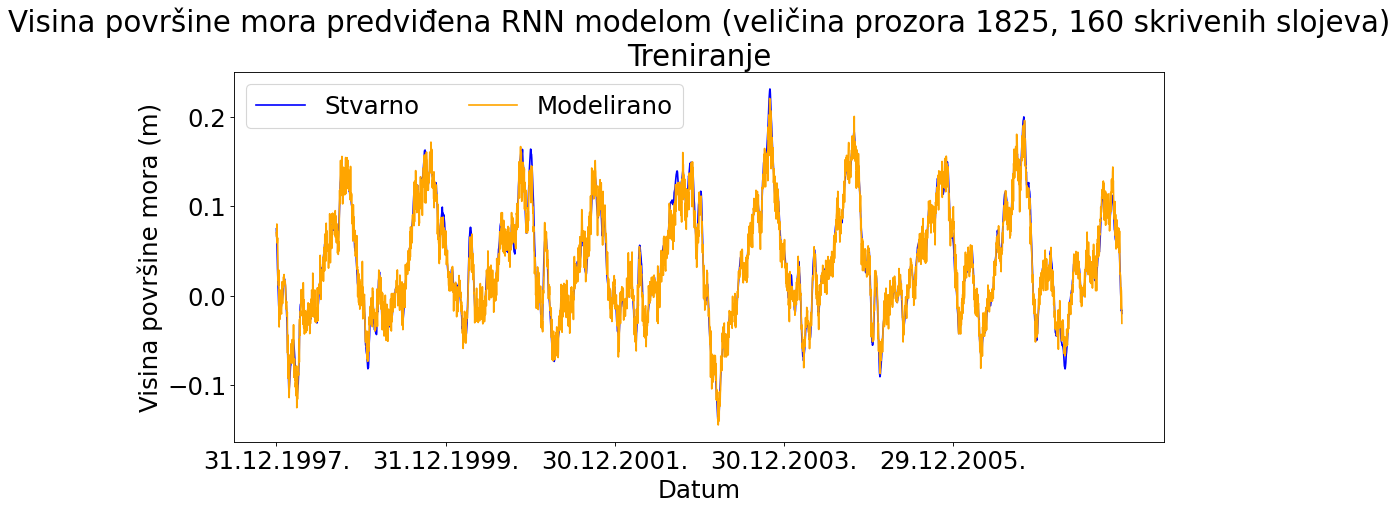 Visina površine mora predviđena RNN modelom (veličina prozora 1825, 160 skrivenih slojeva)
Treniranje
Stvarno
Modelirano
Visina površine mora (m)
0.2
0.1
0.0
−0.1
31.12.1997.
31.12.1999.
30.12.2001.
30.12.2003.
29.12.2005.
Datum